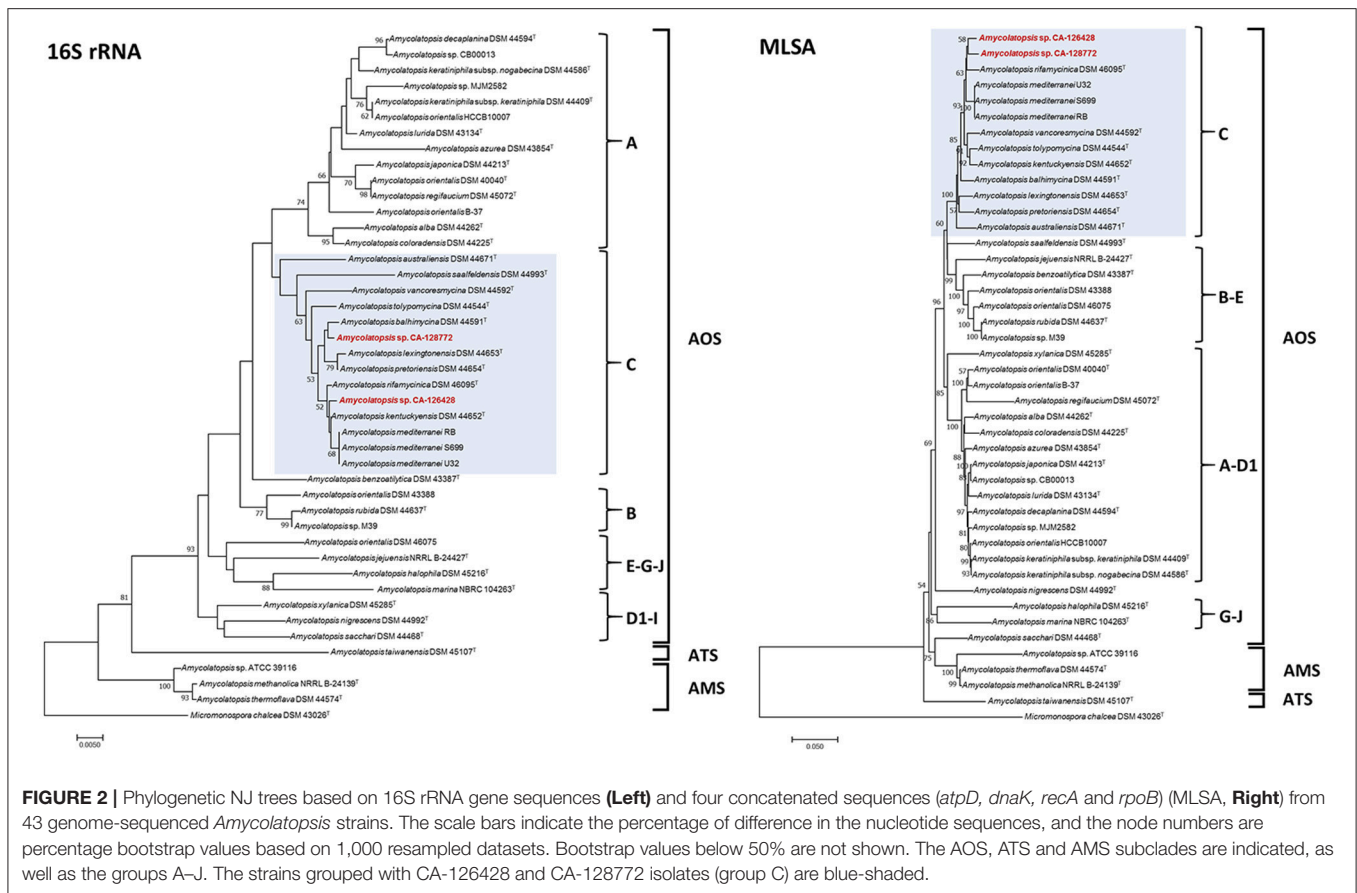 16S rRNA
96
Amycolatopsis decaplanina DSM 44594T
Amycolatopsis sp. CB00013
Amycolatopsis keratiniphila subsp. nogabecina DSM 44586T
Amycolatopsis sp. MJM2582
76
Amycolatopsis keratiniphila subsp. keratiniphila DSM 44409T
62
Amycolatopsis orientalis HCCB10007
Amycolatopsis lurida DSM 43134T
A
Amycolatopsis azurea DSM 43854T
Amycolatopsis japonica DSM 44213T
66
70
Amycolatopsis orientalis DSM 40040T
98
Amycolatopsis regifaucium DSM 45072T
74
Amycolatopsis orientalis B-37
Amycolatopsis alba DSM 44262T
95
Amycolatopsis coloradensis DSM 44225T
Amycolatopsis australiensis DSM 44671T
Amycolatopsis saalfeldensis DSM 44993T
Amycolatopsis vancoresmycina DSM 44592T
Amycolatopsis tolypomycina DSM 44544T
63
Amycolatopsis balhimycina DSM 44591T
Amycolatopsis sp. CA-128772
AOS
Amycolatopsis lexingtonensis DSM 44653T
C
79
Amycolatopsis pretoriensis DSM 44654T
53
Amycolatopsis rifamycinica DSM 46095T
Amycolatopsis sp. CA-126428
52
Amycolatopsis kentuckyensis DSM 44652T
Amycolatopsis mediterranei RB
Amycolatopsis mediterranei S699
68
Amycolatopsis mediterranei U32
Amycolatopsis benzoatilytica DSM 43387T
Amycolatopsis orientalis DSM 43388
77
Amycolatopsis rubida DSM 44637T
B
99
Amycolatopsis sp. M39
Amycolatopsis orientalis DSM 46075
93
Amycolatopsis jejuensis NRRL B-24427T
E-G-J
Amycolatopsis halophila DSM 45216T
88
Amycolatopsis marina NBRC 104263T
81
Amycolatopsis xylanica DSM 45285T
Amycolatopsis nigrescens DSM 44992T
D1-I
Amycolatopsis sacchari DSM 44468T
Amycolatopsis taiwanensis DSM 45107T
ATS
Amycolatopsis sp. ATCC 39116
100
Amycolatopsis methanolica NRRL B-24139T
AMS
93
Amycolatopsis thermoflava DSM 44574T
Micromonospora chalcea DSM 43026T
0.0050
MLSA
58
Amycolatopsis sp. CA-126428
Amycolatopsis sp. CA-128772
63
Amycolatopsis rifamycinica DSM 46095T
Amycolatopsis mediterranei U32
93
100
Amycolatopsis mediterranei S699
Amycolatopsis mediterranei RB
Amycolatopsis vancoresmycina DSM 44592T
C
85
Amycolatopsis tolypomycina DSM 44544T
92
Amycolatopsis kentuckyensis DSM 44652T
Amycolatopsis balhimycina DSM 44591T
100
Amycolatopsis lexingtonensis DSM 44653T
57
Amycolatopsis pretoriensis DSM 44654T
60
Amycolatopsis australiensis DSM 44671T
Amycolatopsis saalfeldensis DSM 44993T
Amycolatopsis jejuensis NRRL B-24427T
99
Amycolatopsis benzoatilytica DSM 43387T
100
Amycolatopsis orientalis DSM 43388
B-E
96
97
Amycolatopsis orientalis DSM 46075
100
Amycolatopsis rubida DSM 44637T
100
Amycolatopsis sp. M39
AOS
Amycolatopsis xylanica DSM 45285T
57
Amycolatopsis orientalis DSM 40040T
85
100
Amycolatopsis orientalis B-37
Amycolatopsis regifaucium DSM 45072T
Amycolatopsis alba DSM 44262T
100
Amycolatopsis coloradensis DSM 44225T
69
88
Amycolatopsis azurea DSM 43854T
100
Amycolatopsis japonica DSM 44213T
A-D1
Amycolatopsis sp. CB00013
Amycolatopsis lurida DSM 43134T
97
Amycolatopsis decaplanina DSM 44594T
81
Amycolatopsis sp. MJM2582
80
Amycolatopsis orientalis HCCB10007
99
Amycolatopsis keratiniphila subsp. keratiniphila DSM 44409T
93
Amycolatopsis keratiniphila subsp. nogabecina DSM 44586T
54
Amycolatopsis nigrescens DSM 44992T
Amycolatopsis halophila DSM 45216T
G-J
86
Amycolatopsis marina NBRC 104263T
Amycolatopsis sacchari DSM 44468T
75
Amycolatopsis sp. ATCC 39116
100
Amycolatopsis thermoflava DSM 44574T
AMS
99
Amycolatopsis methanolica NRRL B-24139T
Amycolatopsis taiwanensis DSM 45107T
ATS
Micromonospora chalcea DSM 43026T
0.050
FIGURE 2 | Phylogenetic NJ trees based on 16S rRNA gene sequences (Left) and four concatenated sequences (atpD, dnaK, recA and rpoB) (MLSA, Right) from
43 genome-sequenced Amycolatopsis strains. The scale bars indicate the percentage of difference in the nucleotide sequences, and the node numbers are
percentage bootstrap values based on 1,000 resampled datasets. Bootstrap values below 50% are not shown. The AOS, ATS and AMS subclades are indicated, as
well as the groups A–J. The strains grouped with CA-126428 and CA-128772 isolates (group C) are blue-shaded.